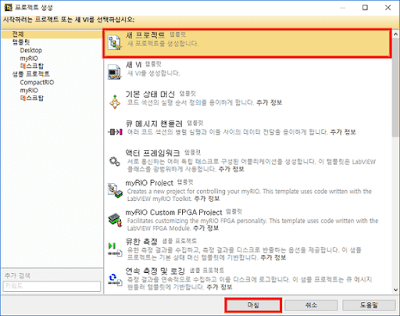 프로젝트 생성
시작하려는 프로젝트 또는 새 VI를 선택하십시오:
전체
템플릿
Desktop
myRIO
데스크탑
샘플 프로젝트
CompactRIO
myRIO
데스크탑
새 프로젝트 템플릿
새 프로젝트를 생성합니다.
새 VI 템플릿
새 VI를 생성합니다.
기본 상태 머신 템플릿
코드 섹션의 실행 순서 정의를 용이하게 합니다. 추가 정보
큐 메시지 핸들러 템플릿
여러 코드 섹션의 병렬 실행과 이들 사이의 데이터 전달을 용이하게 합니다. 추가 정보
액터 프레임워크 템플릿
서로 통신하는 여러 독립 태스크로 구성된 어플리케이션을 생성합니다. 이 템플릿은 LabVIEW
클래스를 광범위하게 사용합니다. 추가 정보
myRIO Project 템플릿
Creates a new project for controlling your myRIO. This template uses code written with the
LabVIEW myRIO Toolkit. 추가 정보
myRIO Custom FPGA Project 템플릿
Facilitates customizing the myRIO FPGA personality. This template uses code written with the
LabVIEW FPGA Module. 추가 정보
유한 측정 샘플 프로젝트
유한 측정 데이터를 수집하고, 측정 결과를 디스크로 반출하는 옵션을 제공합니다. 이 샘플
프로젝트는 기본 상태 머신 템플릿에 기반합니다. 추가 정보
연속 측정 및 로깅 샘플 프로젝트
측정 결과를 연속적으로 수집하고 이를 디스크에 로그합니다. 이 샘플 프로젝트는 큐 메시지
핸들러 템플릿에 기반합니다. 추가 정보
추가 검색
키워드
마침
취소
도움말